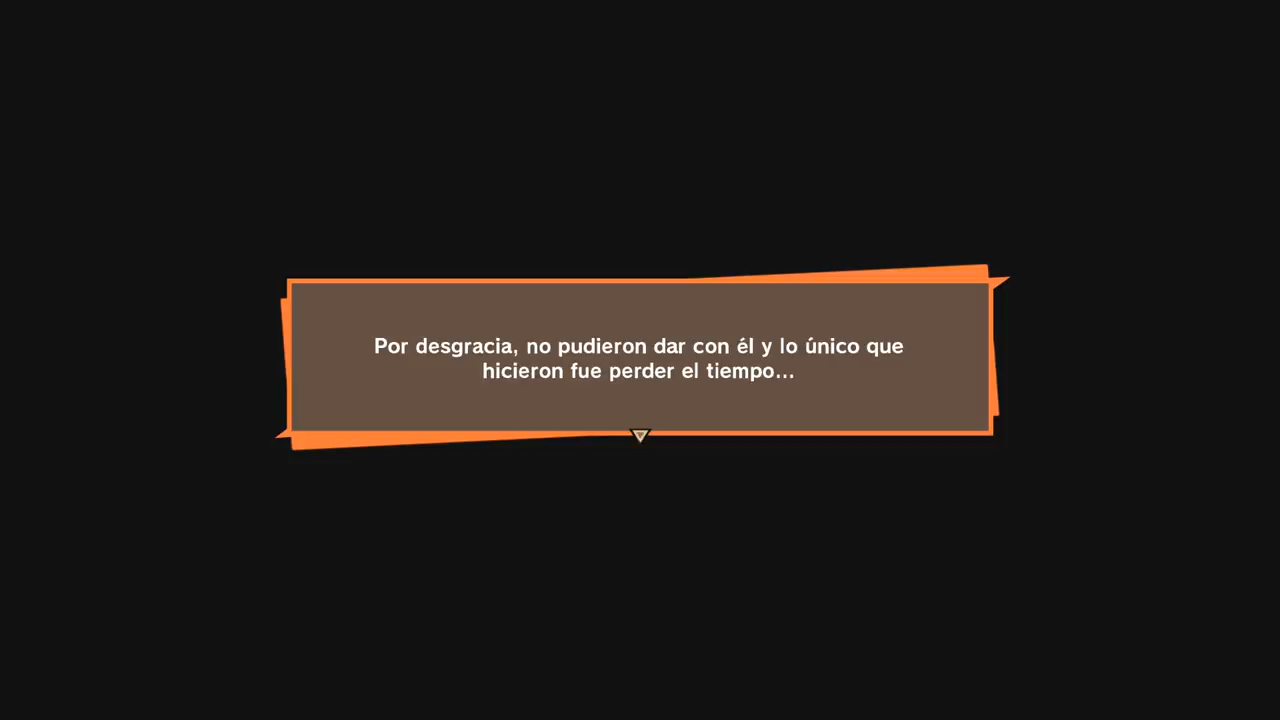 Por desgracia, no pudieron dar con él y lo único que
hicieron fue perder el tiempo...